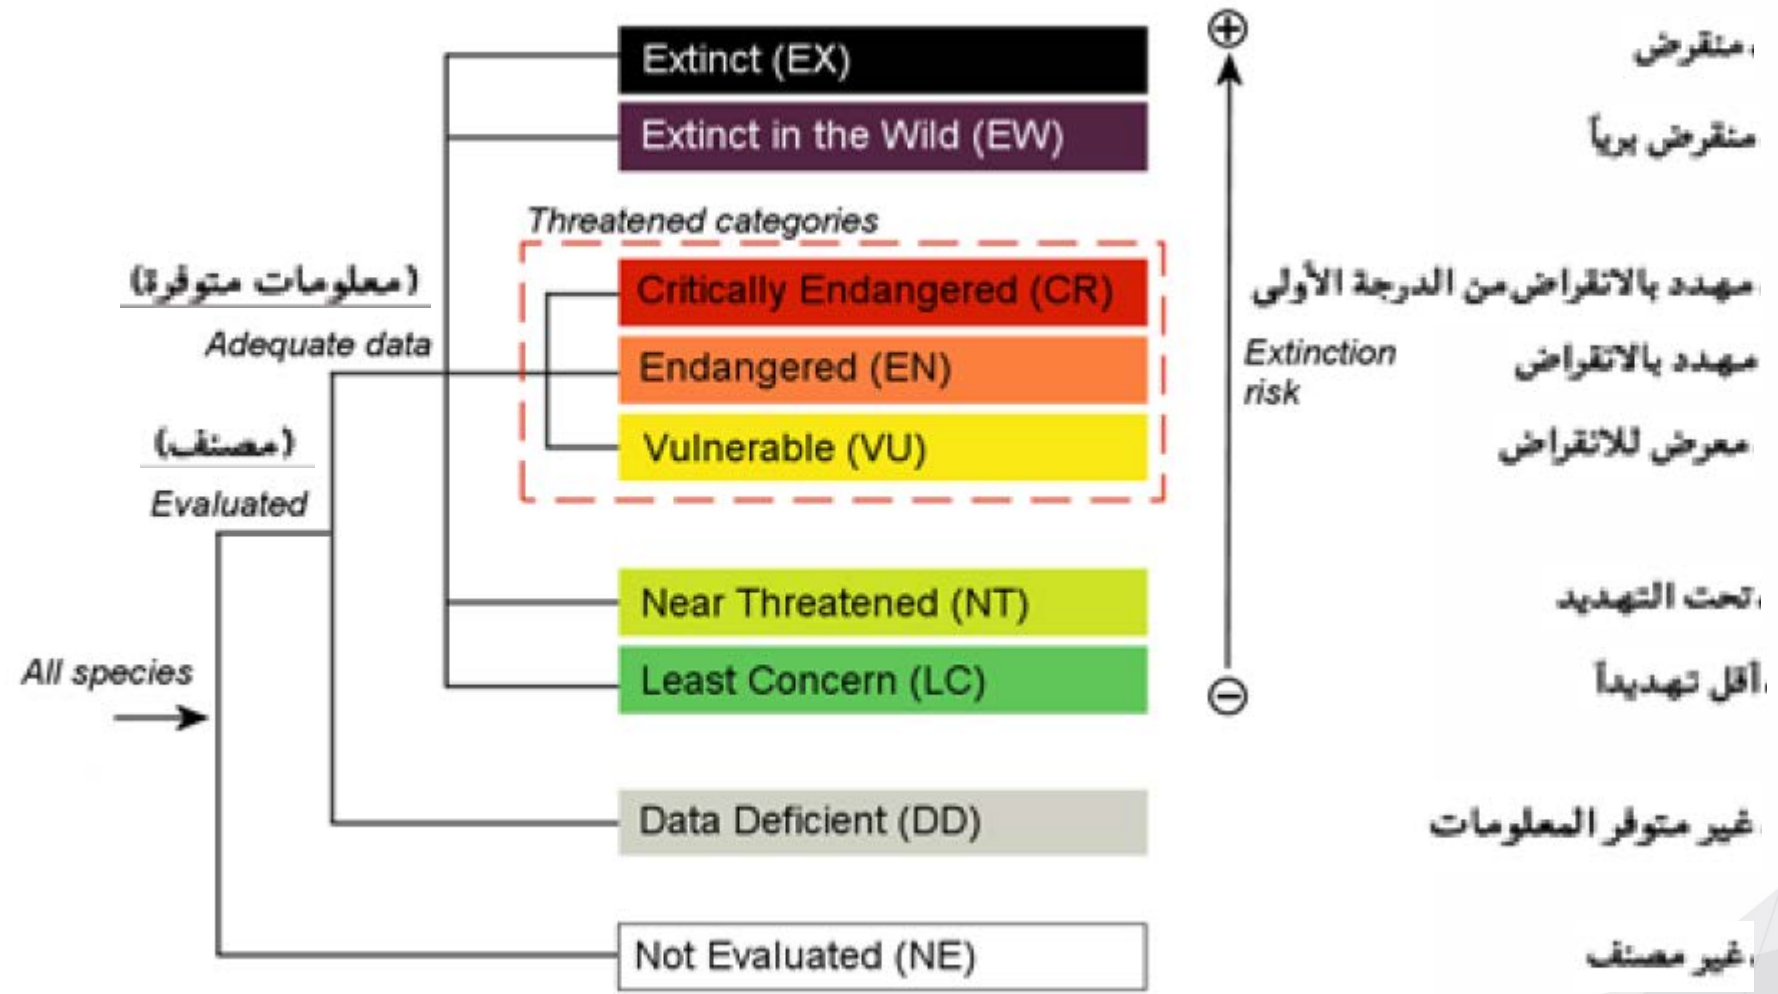 Extinct (EX)
منقرض
Extinct in the Wild (EW)
منقرض برياً
Threatened categories
(معلومات متوفرة)
Critically Endangered (CR)
مهدد بالانقراض من الدرجة الأولى
Adequate data
Endangered (EN)
Extinction
risk
مهدد بالانقراض
(مصنف)
Vulnerable (VU)
معرض للانقراض
Evaluated
Near Threatened (NT)
تحت التهديد
All species
Least Concern (LC)
أقل تهديداً
Data Deficient (DD)
غير متوفر المعلومات
Not Evaluated (NE)
غير مصنف